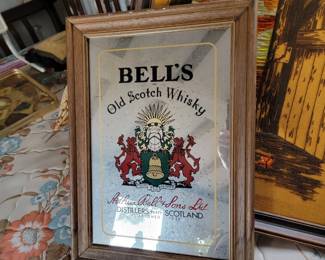 BELL'S
Old Scotch Whisky
Arthur Bell & Sons Ltd
DISTILLERS SCOTLAND